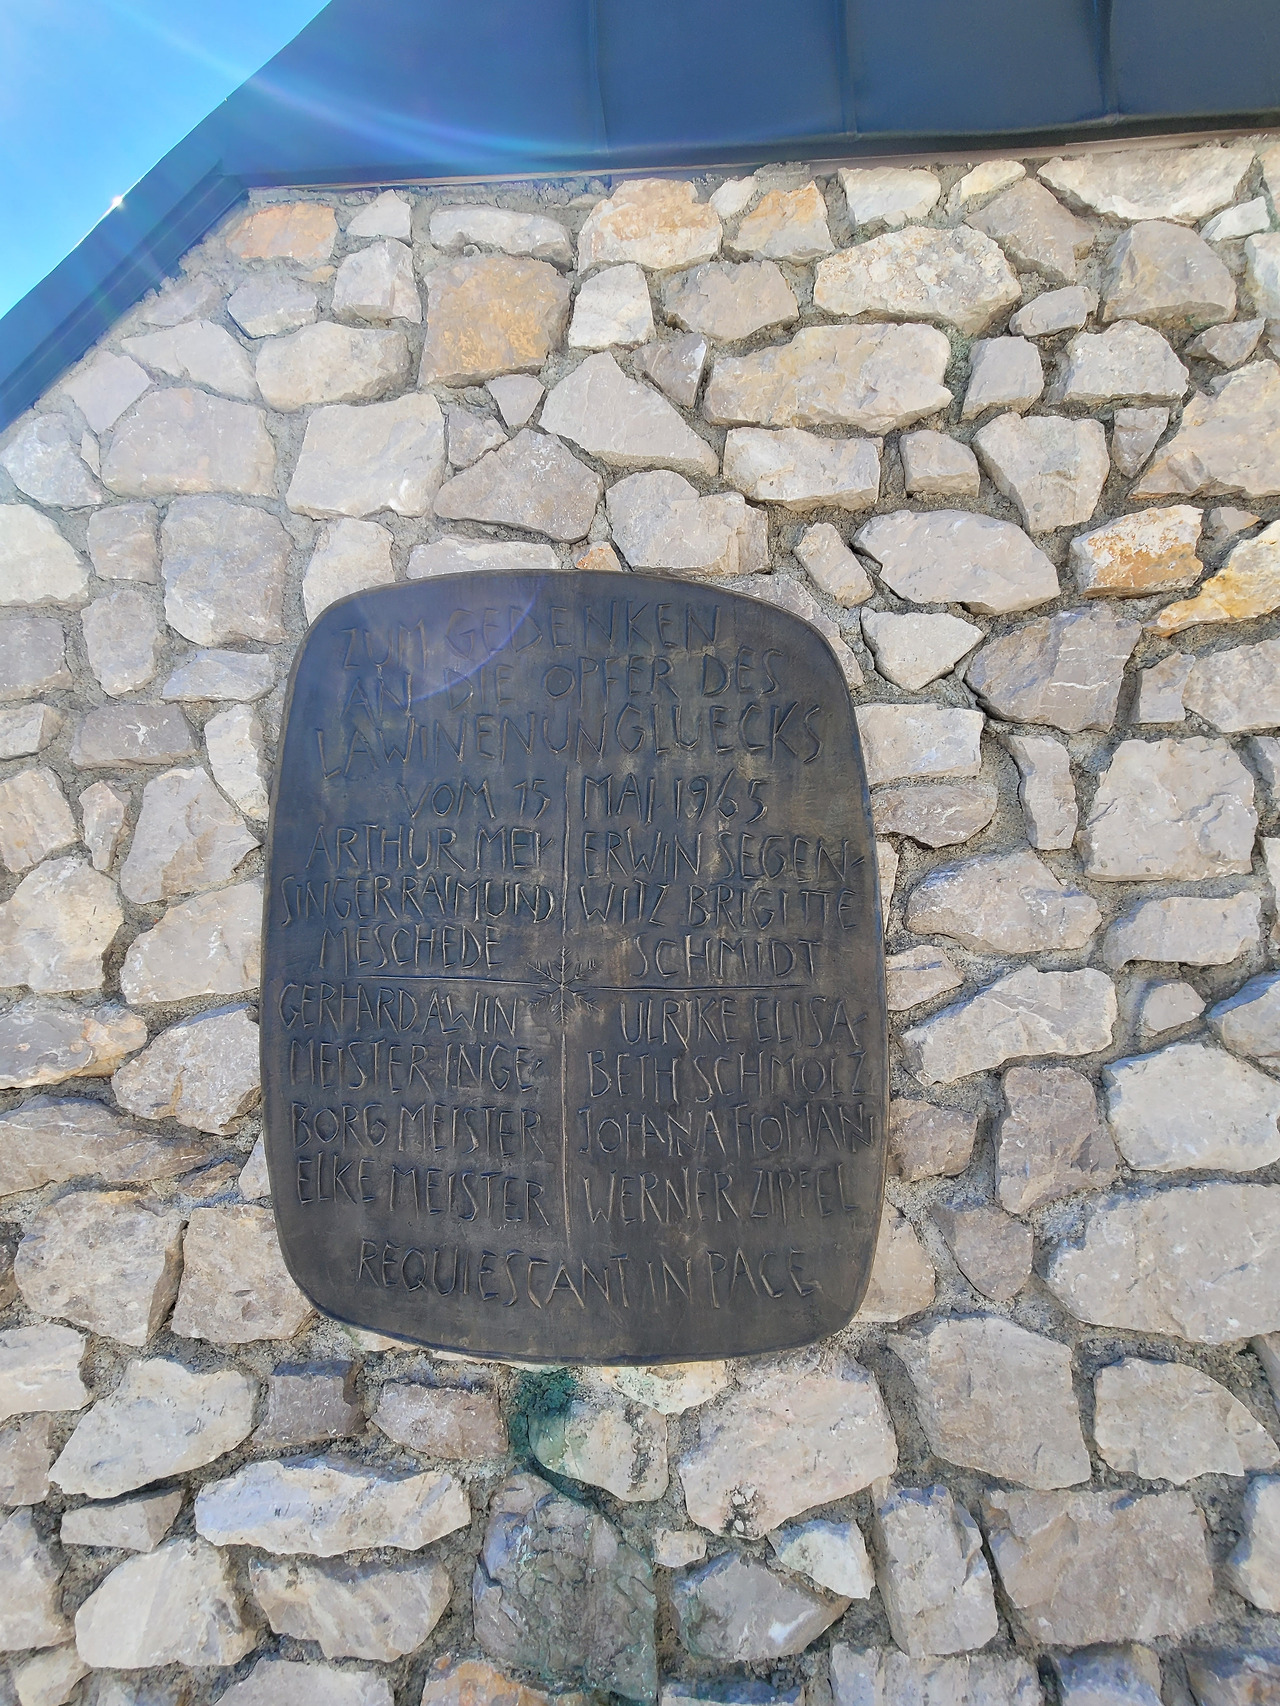 ZUM GEDENKEN
AN DIE OPFER DES
LAWINENUNGLUECKS
VOM 15 MAI 1965
ARTHUR MEY-
SINGER RAIMUND
MESCHEDE
ERWIN SEGEN-
WITZ BRIGITTE
SCHMIDT
GERHARD ALWIN
MEISTER-INGE-
BORG MEISTER
ELKE MEISTER
ULRIKE ELISA-
BETH SCHMOLZ
JOHANA HOMAN
WERNER ZIPFEL
REQUIESCANT IN PACE